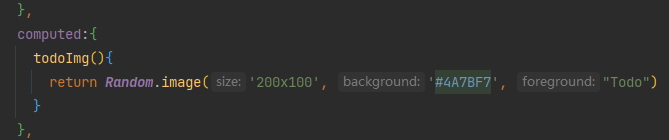 },
computed:{
todoImg(){
return Random.image( size: '200x100', background: '#4A7BF7', foreground: "Todo")
}
},